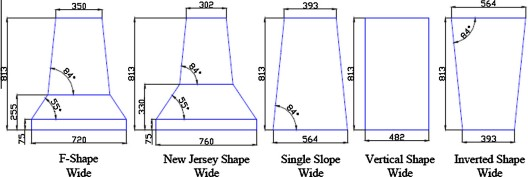 350
813
84°
255
55°
75
720
F-Shape
Wide
302
813
84°
330
55°
75
760
New Jersey Shape
Wide
393
813
84°
564
Single Slope
Wide
813
482
Vertical Shape
Wide
564
84°
813
393
Inverted Shape
Wide